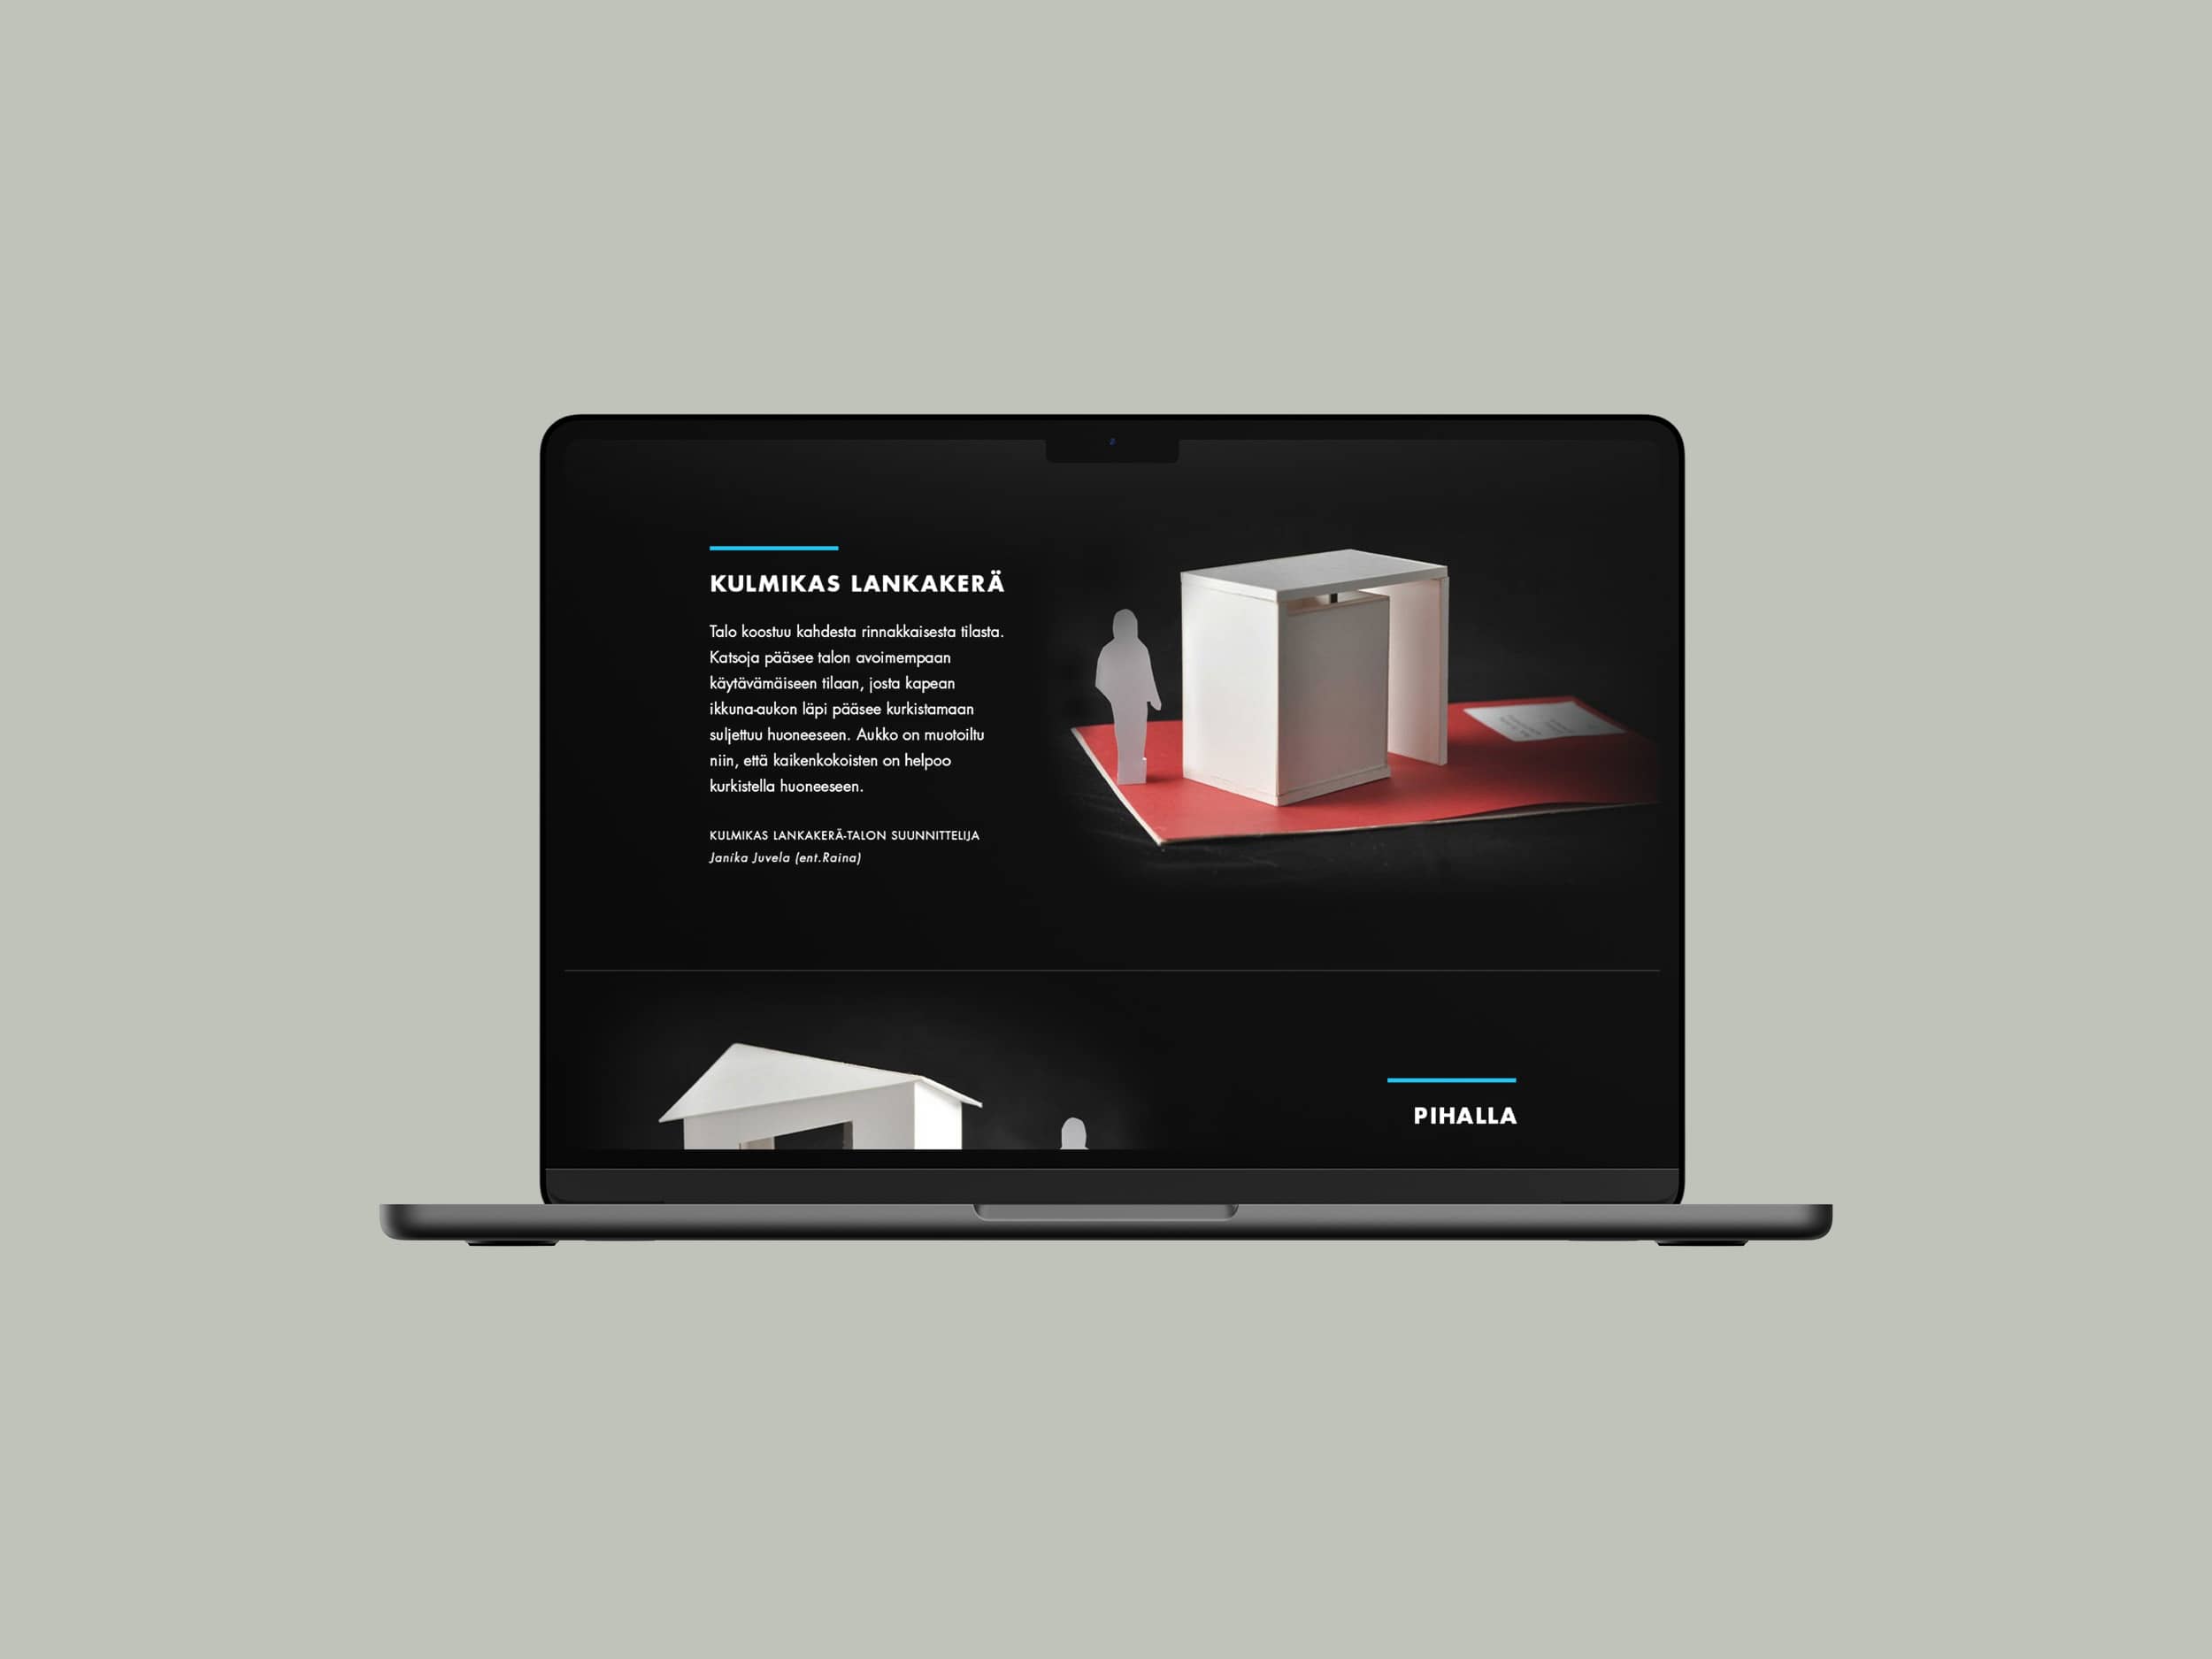 KULMIKAS LANKAKERÄ
Talo koostuu kahdesta rinnakkaisesta tilasta.
Katsoja pääsee talon avoimempaan
käytävämäiseen tilaan, josta kapean
ikkuna-aukon läpi pääsee kurkistamaan
suljettuu huoneeseen. Aukko on muotoiltu
niin, että kaikenkokoisten on helpoo
kurkistella huoneeseen.
KULMIKAS LANKAKERÄ-TALON SUUNNITTELIJA
Janika Juvela (ent.Raina)
PIHALLA